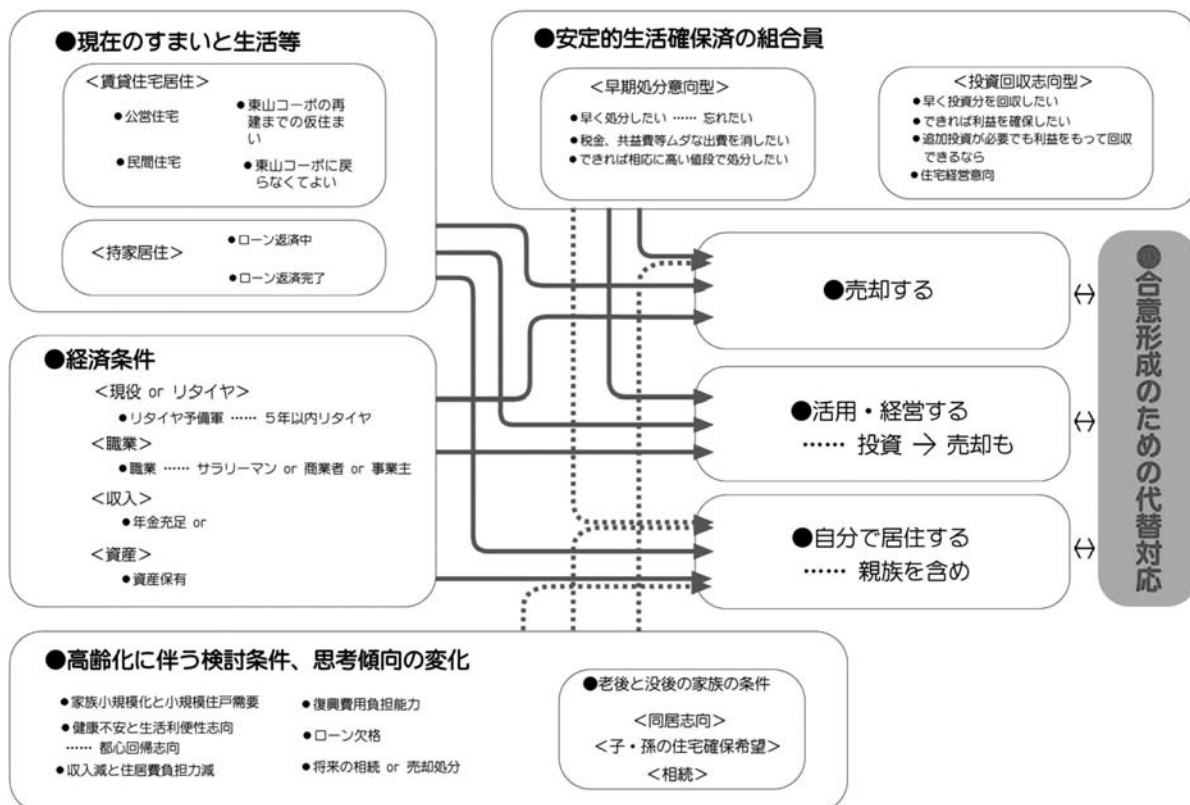 ●現在のすまいと生活等
<賃貸住宅居住>
●公営住宅
●民間住宅
●東山コーポの再
建までの仮住ま
い
●東山コーポに戻
らなくてよい
<持家居住>
●ローン返済中
●ローン返済完了
●安定的生活確保済の組合員
<早期処分意向型>
●早く処分したい …… 忘れたい
●税金、共益費等ムダな出費を消したい
●できれば相応に高い値段で処分したい
<投資回収志向型>
●早く投資分を回収したい
●できれば利益を確保したい
●追加投資が必要でも利益をもって回収
できるなら
●住宅経営意向
●経済条件
<現役 or リタイヤ>
●リタイヤ予備軍 …… 5年以内リタイヤ
<職業>
●職業 …… サラリーマン or 商業者 or 事業主
<収入>
●年金充足 or
<資産>
●資産保有
●売却する
●活用・経営する
…… 投資 → 売却も
●自分で居住する
…… 親族を含め
合意形成のための代替対応
●高齢化に伴う検討条件、思考傾向の変化
●家族小規模化と小規模住戸需要
●健康不安と生活利便性志向
…… 都心回帰志向
●収入減と住居費負担力減
●復興費用負担能力
●ローン欠格
●将来の相続 or 売却処分
●老後と没後の家族の条件
<同居志向>
<子・孫の住宅確保希望>
<相続>